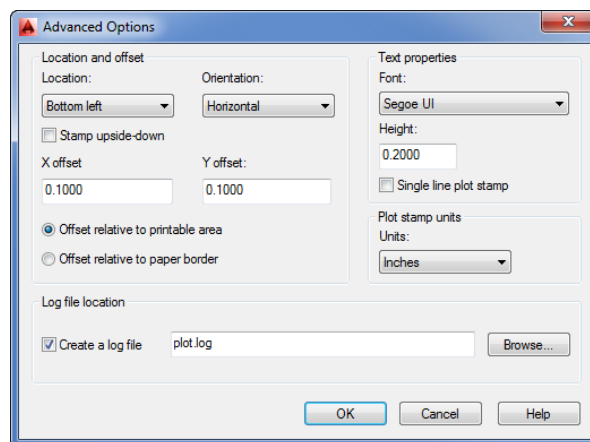 Advanced Options
Location and offset
Location:
Orientation:
Bottom left
Horizontal
Stamp upside-down
X offset
Y offset:
0.1000
0.1000
Offset relative to printable area
Offset relative to paper border
Text properties
Font:
Segoe UI
Height:
0.2000
Single line plot stamp
Plot stamp units
Units:
Inches
Log file location
Create a log file
plot.log
Browse...
OK
Cancel
Help